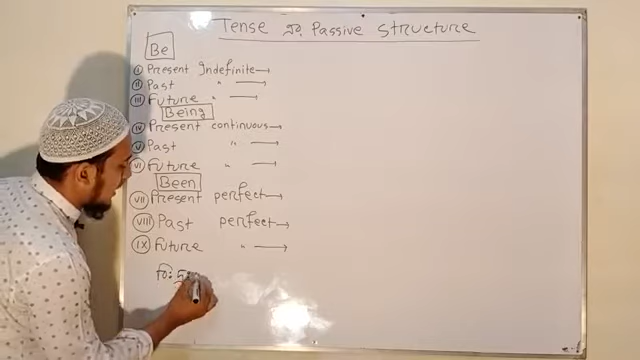 Tense এর Passive Structure
Be
i Present Indefinite →
ii Past " →
iii Future " →
Being
iv Present continuous →
v Past " →
vi Future " →
Been
vii Present perfect →
viii Past perfect →
ix Future " →
বি: দ্র: